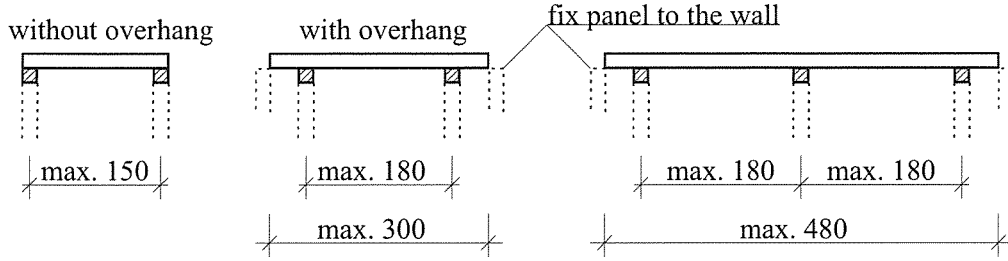 fix panel to the wall
without overhang
with overhang
max. 150
max. 180
max. 180
max. 180
max. 300
max. 480